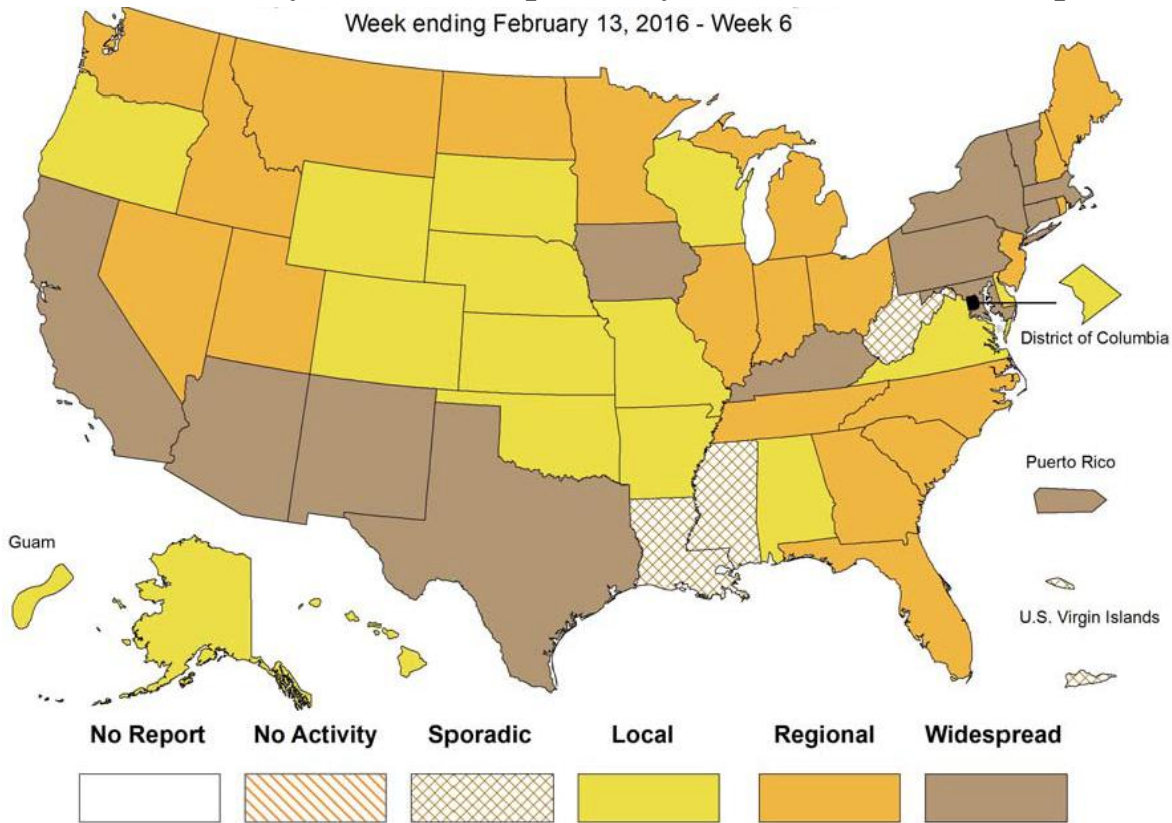 Week ending February 13, 2016 - Week 6
District of Columbia
Puerto Rico
Guam
U.S. Virgin Islands
No Report No Activity Sporadic Local Regional Widespread